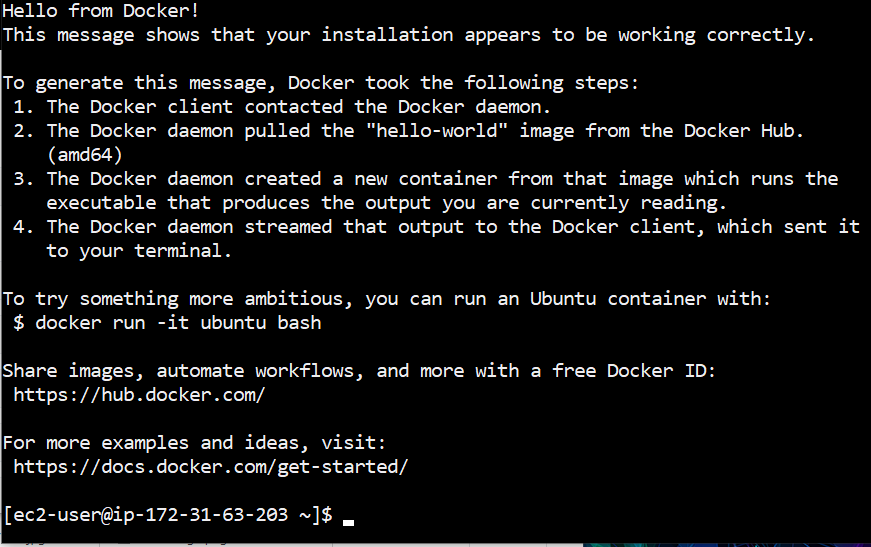 Hello from Docker!
This message shows that your installation appears to be working correctly.
To generate this message, Docker took the following steps:
1. The Docker client contacted the Docker daemon.
2. The Docker daemon pulled the "hello-world" image from the Docker Hub.
(amd64)
3. The Docker daemon created a new container from that image which runs the
executable that produces the output you are currently reading.
4. The Docker daemon streamed that output to the Docker client, which sent it
to your terminal.
To try something more ambitious, you can run an Ubuntu container with:
$ docker run -it ubuntu bash
Share images, automate workflows, and more with a free Docker ID:
https://hub.docker.com/
For more examples and ideas, visit:
https://docs.docker.com/get-started/
[ec2-user@ip-172-31-63-203 ~]$